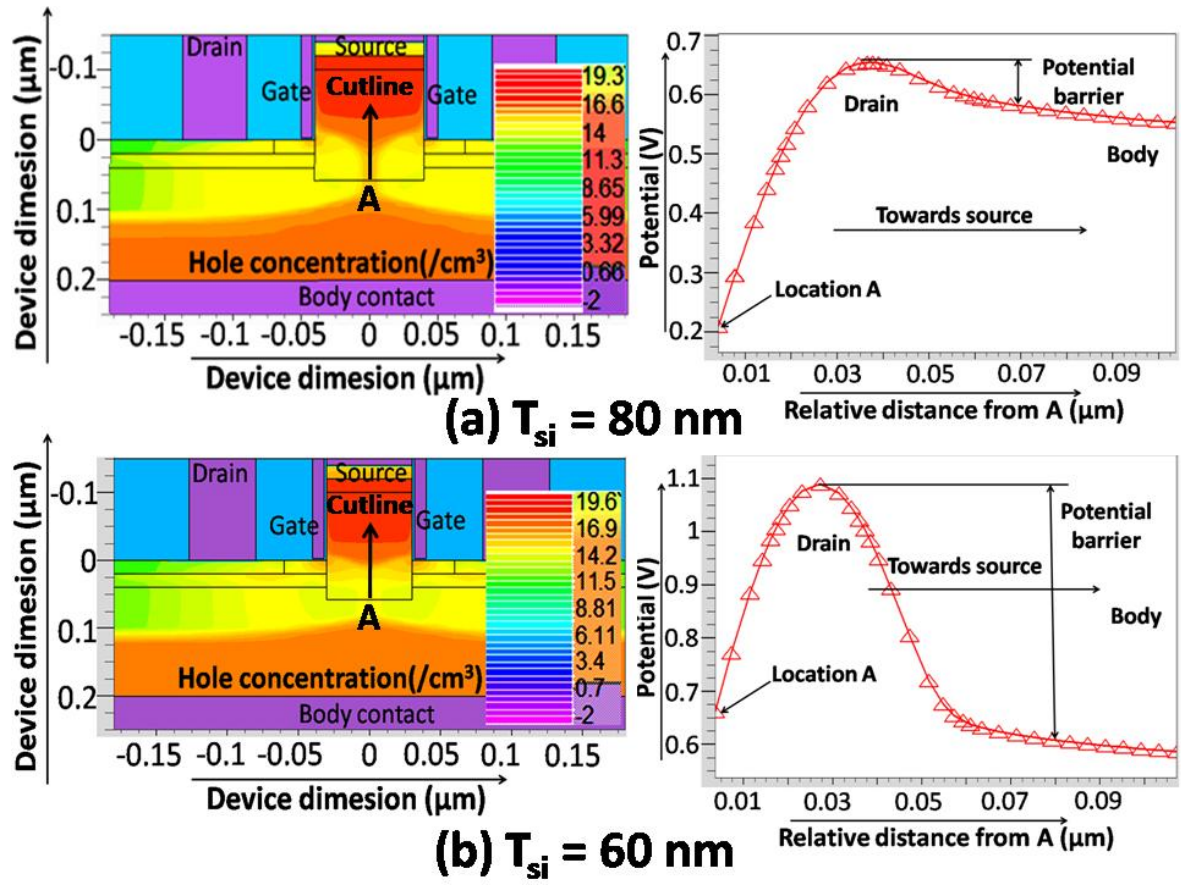 Device dimesion (µm)
-0.1
0
0.1
0.2
Drain
Source
Gate
Cutline
Gate
A
Hole concentration(/cm³)
Body contact
19.3
16.6
14
11.3
8.65
5.99
3.32
0.66
-2
-0.15 -0.1 -0.05 0 0.05 0.1 0.15
Device dimesion (µm)
Potential (V)
0.7
0.6
0.5
0.4
0.3
0.2
Potential
barrier
Drain
Body
Towards source
Location A
0.01 0.03 0.05 0.07 0.09
Relative distance from A (µm)
(a) Tsi = 80 nm
Device dimesion (µm)
-0.1
0
0.1
0.2
Drain
Source
Gate
Cutline
Gate
A
Hole concentration(/cm³)
Body contact
19.6
16.9
14.2
11.5
8.81
6.11
3.4
0.7
-2
-0.15 -0.1 -0.05 0 0.05 0.1 0.15
Device dimesion (µm)
Potential (V)
1.1
1
0.9
0.8
0.7
0.6
Potential
barrier
Drain
Towards source
Body
Location A
0.01 0.03 0.05 0.07 0.09
Relative distance from A (µm)
(b) Tsi = 60 nm